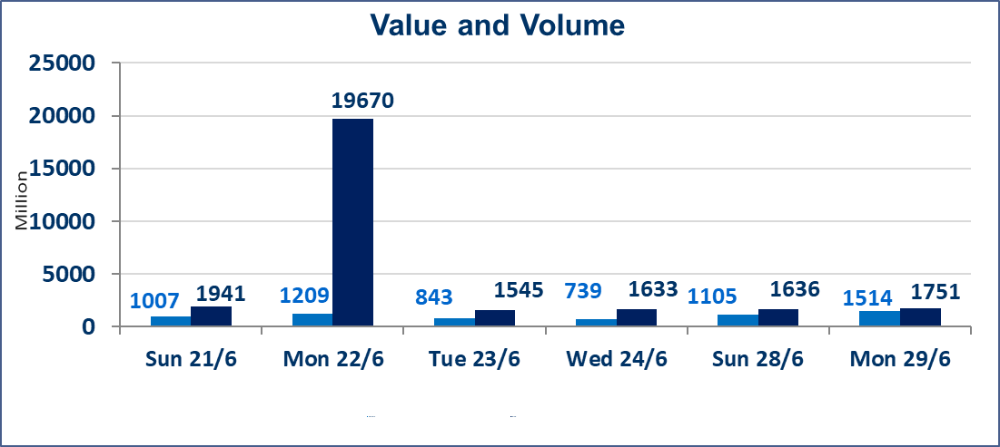 Value and Volume
25000
20000
15000
10000
5000
0
Million
1007
1941
1209
19670
843
1545
739
1633
1105
1636
1514
1751
Sun 21/6
Mon 22/6
Tue 23/6
Wed 24/6
Sun 28/6
Mon 29/6